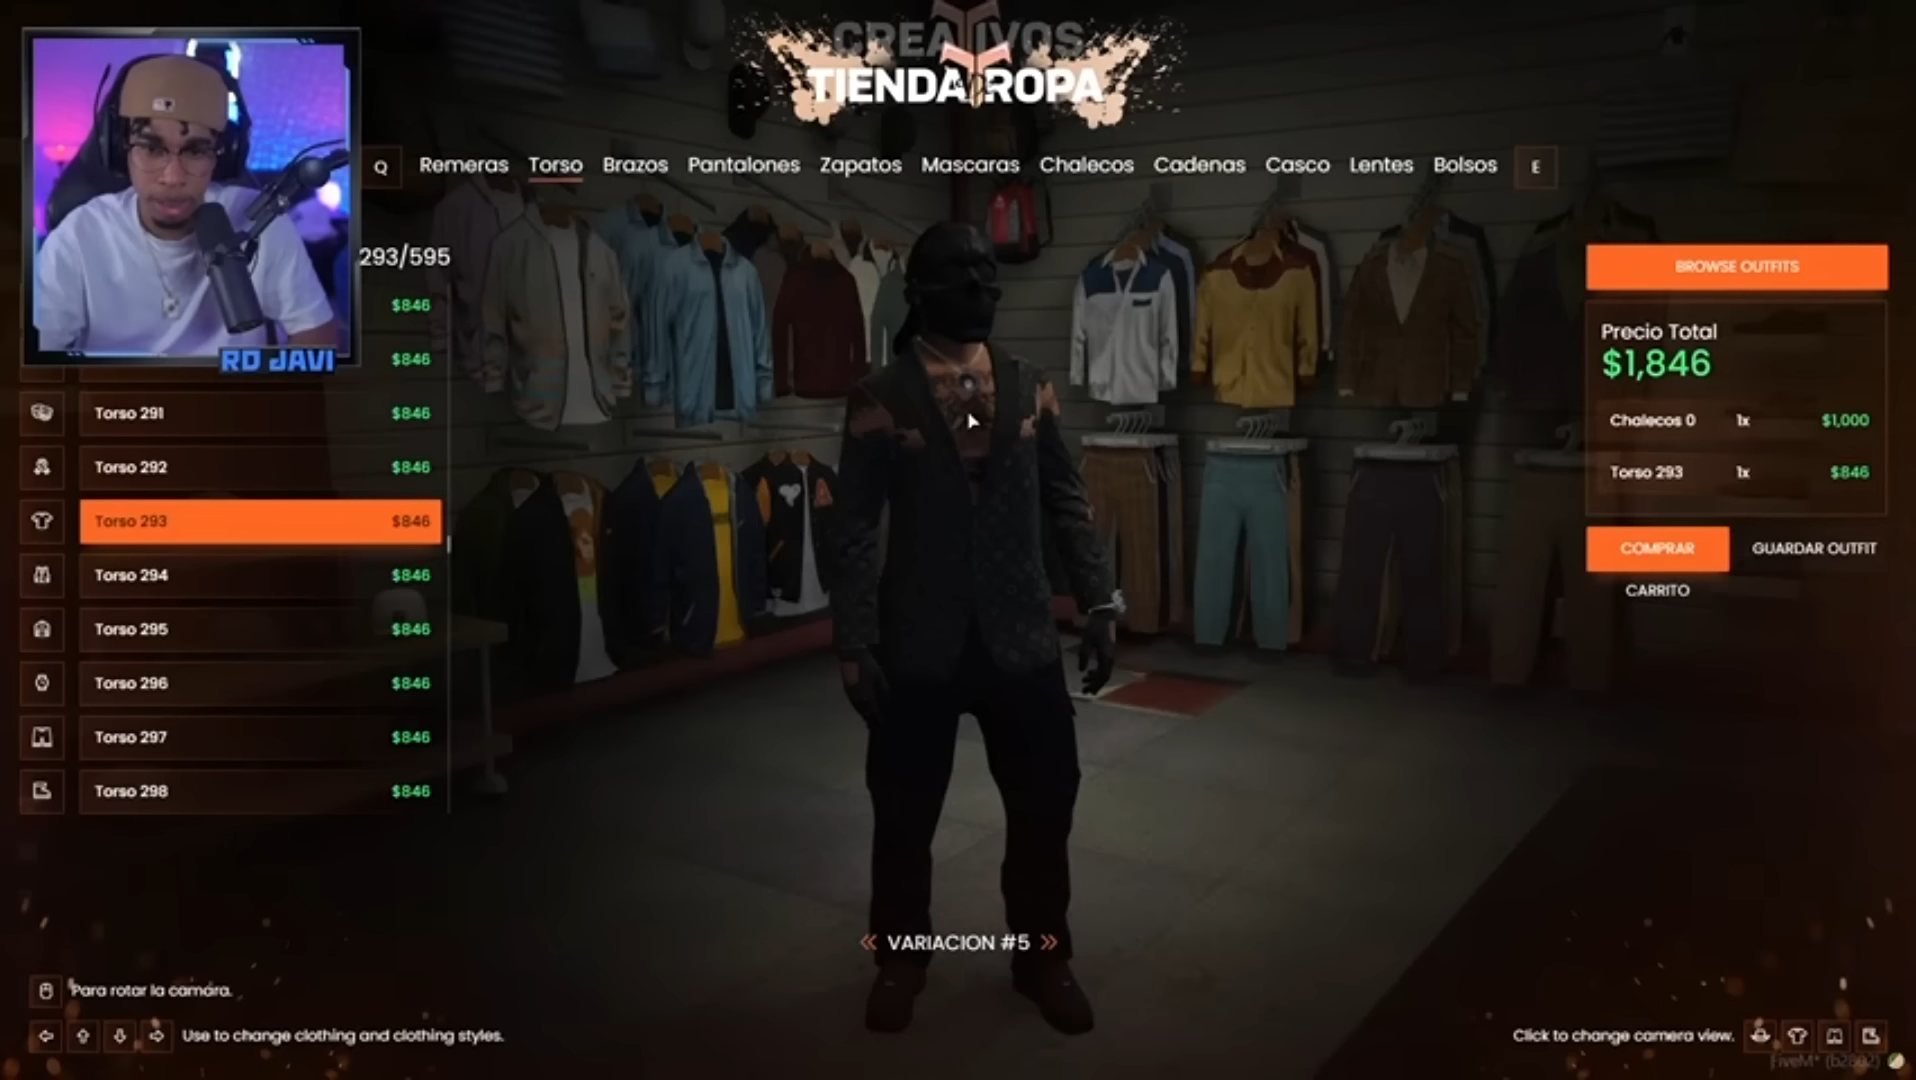 CREATIVOS
TIENDA ROPA
Q Remeras Torso Brazos Pantalones Zapatos Mascaras Chalecos Cadenas Casco Lentes Bolsos E
RD JAVI
293/595
$846
$846
Torso 291 $846
Torso 292 $846
Torso 293 $846
Torso 294 $846
Torso 295 $846
Torso 296 $846
Torso 297 $846
Torso 298 $846
BROWSE OUTFITS
Precio Total
$1,846
Chalecos 0 1x $1,000
Torso 293 1x $846
COMPRAR GUARDAR OUTFIT
CARRITO
« VARIACION #5 »
Para rotar la camara.
Use to change clothing and clothing styles.
Click to change camera view.